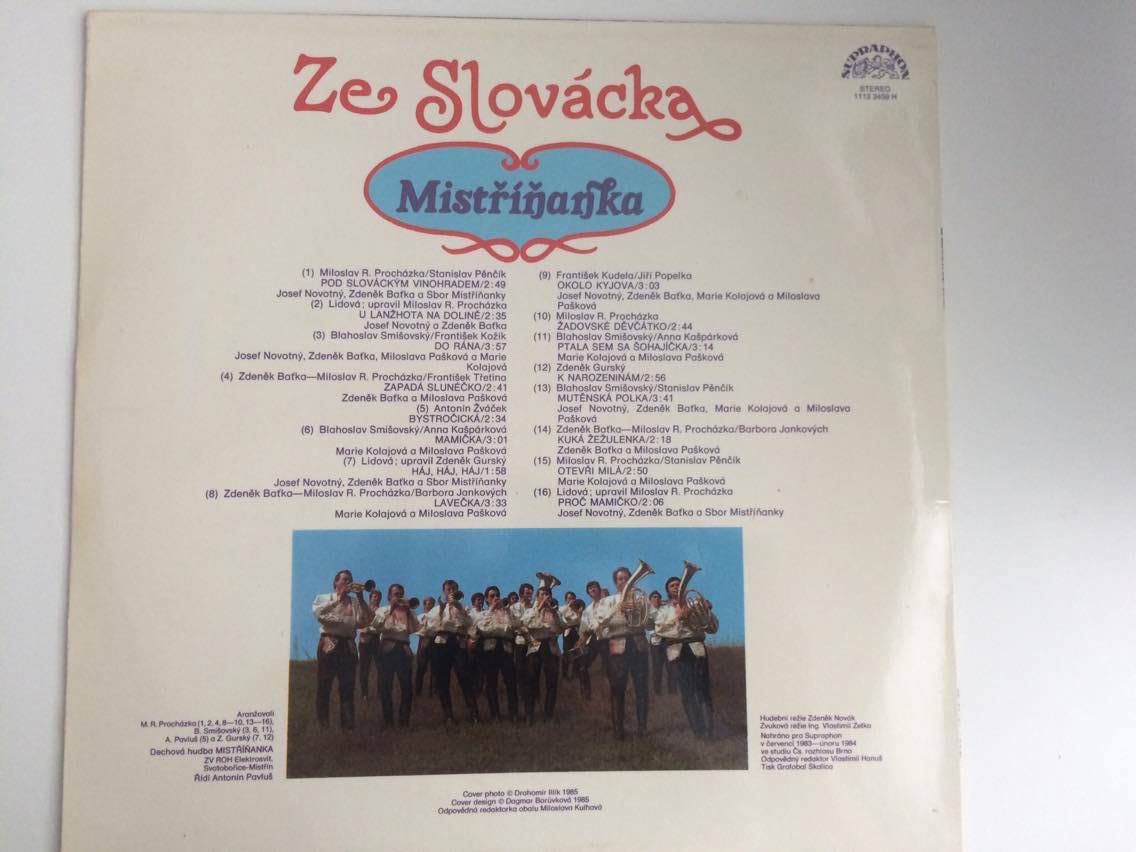 Ze Slovácka
SUPRAPHON
STEREO
1113 3459 H
Mistříňanka
(1) Miloslav R. Procházka/Stanislav Pěnčík
POD SLOVÁCKÝM VINOHRADEM/2:49
Josef Novotný, Zdeněk Baťka a Sbor Mistříňanky
(2) Lidová; upravil Miloslav R. Procházka
U LANŽHOTA NA DOLINĚ/2:35
Josef Novotný a Zdeněk Baťka
(3) Blahoslav Smišovský/František Kožík
DO RÁNA/3:57
Josef Novotný, Zdeněk Baťka, Miloslava Pašková a Marie
Kolajová
(4) Zdeněk Baťka—Miloslav R. Procházka/František Třetina
ZAPADÁ SLUNÉČKO/2:41
Zdeněk Baťka a Miloslava Pašková
(5) Antonín Žváček
BYSTROČICKÁ/2:34
(6) Blahoslav Smišovský/Anna Kašpárková
MAMIČKA/3:01
Marie Kolajová a Miloslava Pašková
(7) Lidová; upravil Zdeněk Gurský
HÁJ, HÁJ, HÁJ/1:58
Josef Novotný, Zdeněk Baťka a Sbor Mistříňanky
(8) Zdeněk Baťka—Miloslav R. Procházka/Barbora Jankových
LAVEČKA/3:33
Marie Kolajová a Miloslava Pašková
(9) František Kudela/Jiří Popelka
OKOLO KYJOVA/3:03
Josef Novotný, Zdeněk Baťka, Marie Kolajová a Miloslava
Pašková
(10) Miloslav R. Procházka
ŽADOVSKÉ DĚVČÁTKO/2:44
(11) Blahoslav Smišovský/Anna Kašpárková
PTALA SEM SA ŠOHAJÍČKA/3:14
Marie Kolajová a Miloslava Pašková
(12) Zdeněk Gurský
K NAROZENINÁM/2:56
(13) Blahoslav Smišovský/Stanislav Pěnčík
MUTĚNSKÁ POLKA/3:41
Josef Novotný, Zdeněk Baťka, Marie Kolajová a Miloslava
Pašková
(14) Zdeněk Baťka—Miloslav R. Procházka/Barbora Jankových
KUKÁ ŽEŽULENKA/2:18
Zdeněk Baťka a Miloslava Pašková
(15) Miloslav R. Procházka/Stanislav Pěnčík
OTEVŘI MILÁ/2:50
Marie Kolajová a Miloslava Pašková
(16) Lidová; upravil Miloslav R. Procházka
PROČ MAMIČKO/2:06
Josef Novotný, Zdeněk Baťka a Sbor Mistříňanky
Aranžovali
M. R. Procházka (1, 2, 4, 8—10, 13—16),
B. Smišovský (3, 6, 11),
A. Pavluš (5) a Z. Gurský (7, 12)
Dechová hudba MISTŘÍŇANKA
ZV ROH Elektrosvit,
Svatobořice-Mistřín
Řídí Antonín Pavluš
Hudební režie Zdeněk Novák
Zvuková režie Ing. Vlastimil Zelka
Nahráno pro Supraphon
v červenci 1983—únoru 1984
ve studiu Čs. rozhlasu Brno
Odpovědný redaktor Vlastimil Hanuš
Tisk Grafobal Skalica
Cover photo © Drahomír Illík 1985
Cover design © Dagmar Borůvková 1985
Odpovědná redaktorka obalu Miloslava Kulhová